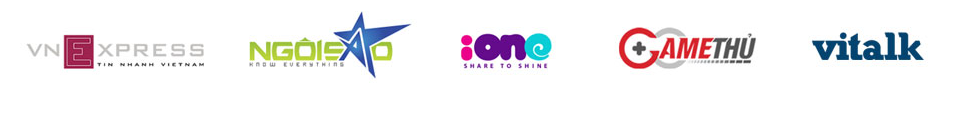 VNEXPRESS
TIN NHANH VIETNAM
NGÔISAO
KNOW EVERYTHING
ione
SHARE TO SHINE
GAMETHỦ
vitalk